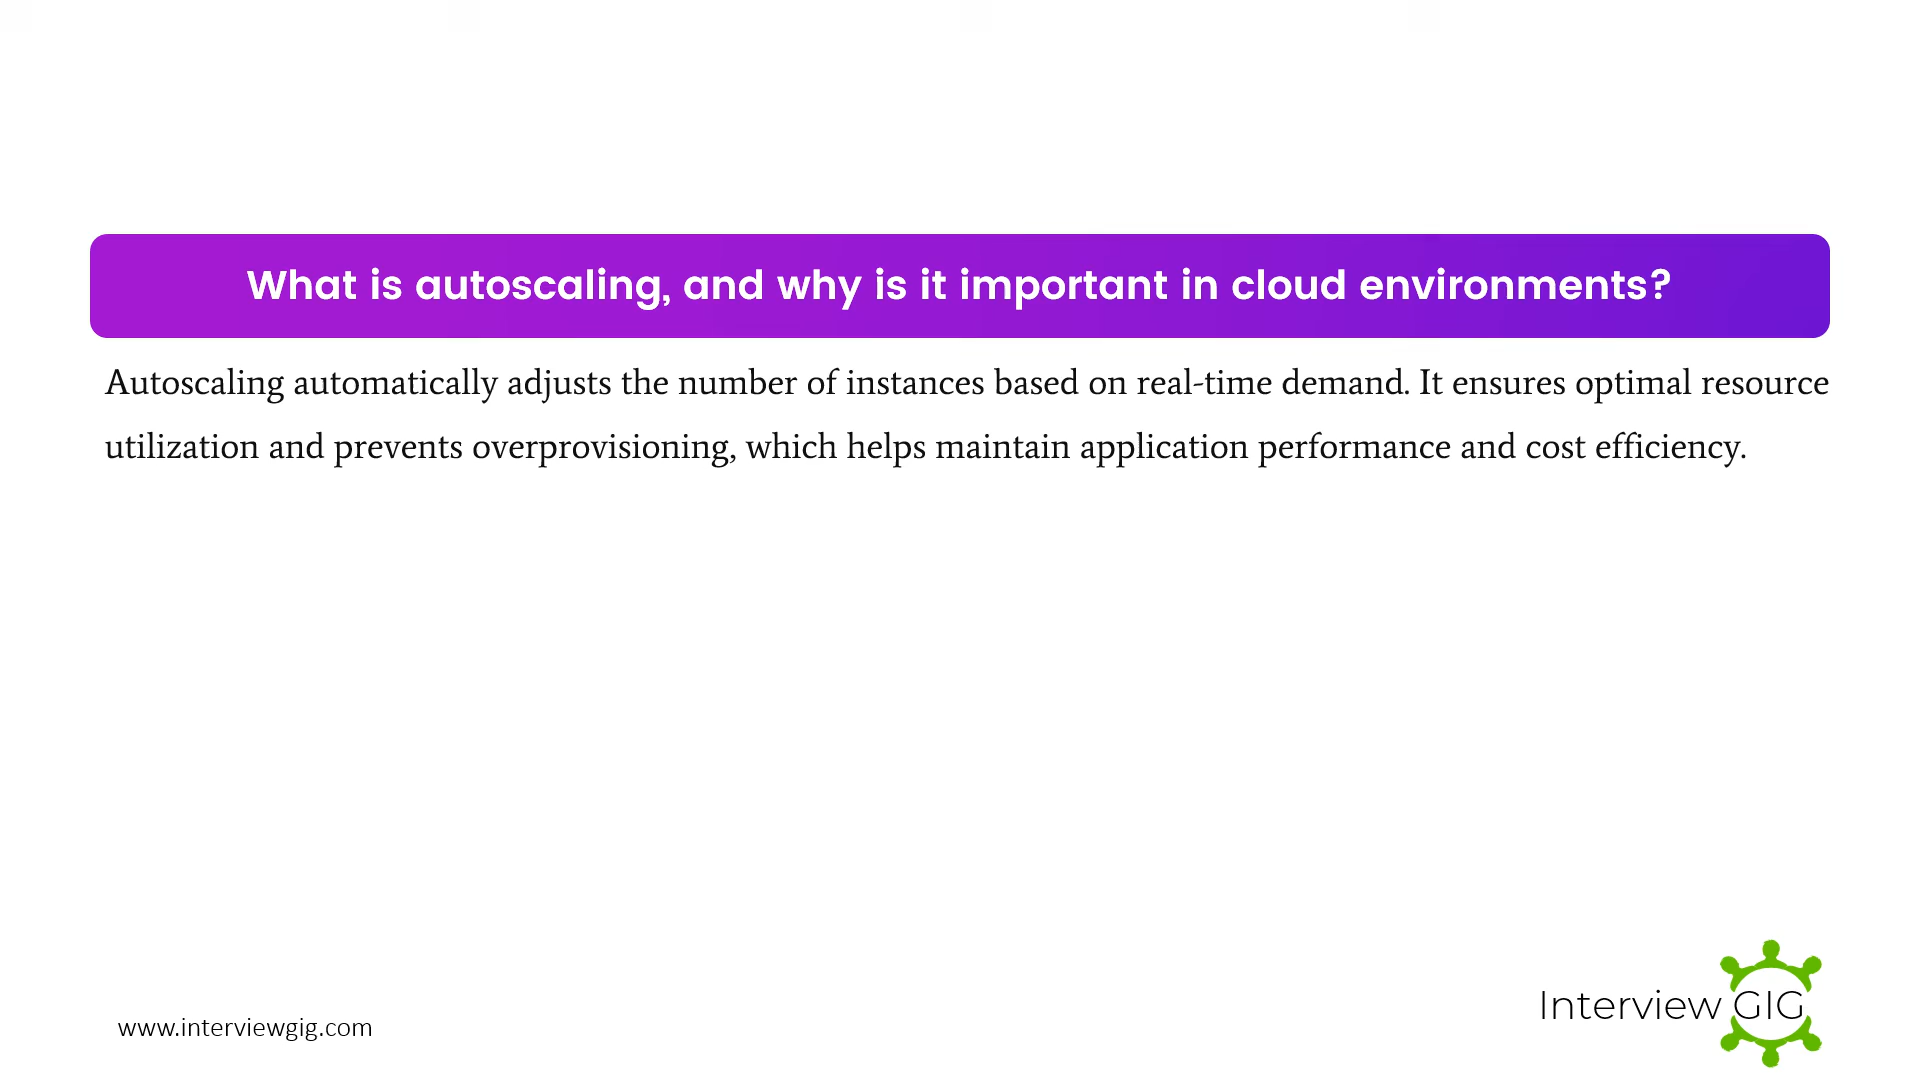 What is autoscaling, and why is it important in cloud environments?
Autoscaling automatically adjusts the number of instances based on real-time demand. It ensures optimal resource
utilization and prevents overprovisioning, which helps maintain application performance and cost efficiency.
Interview GIG
www.interviewgig.com